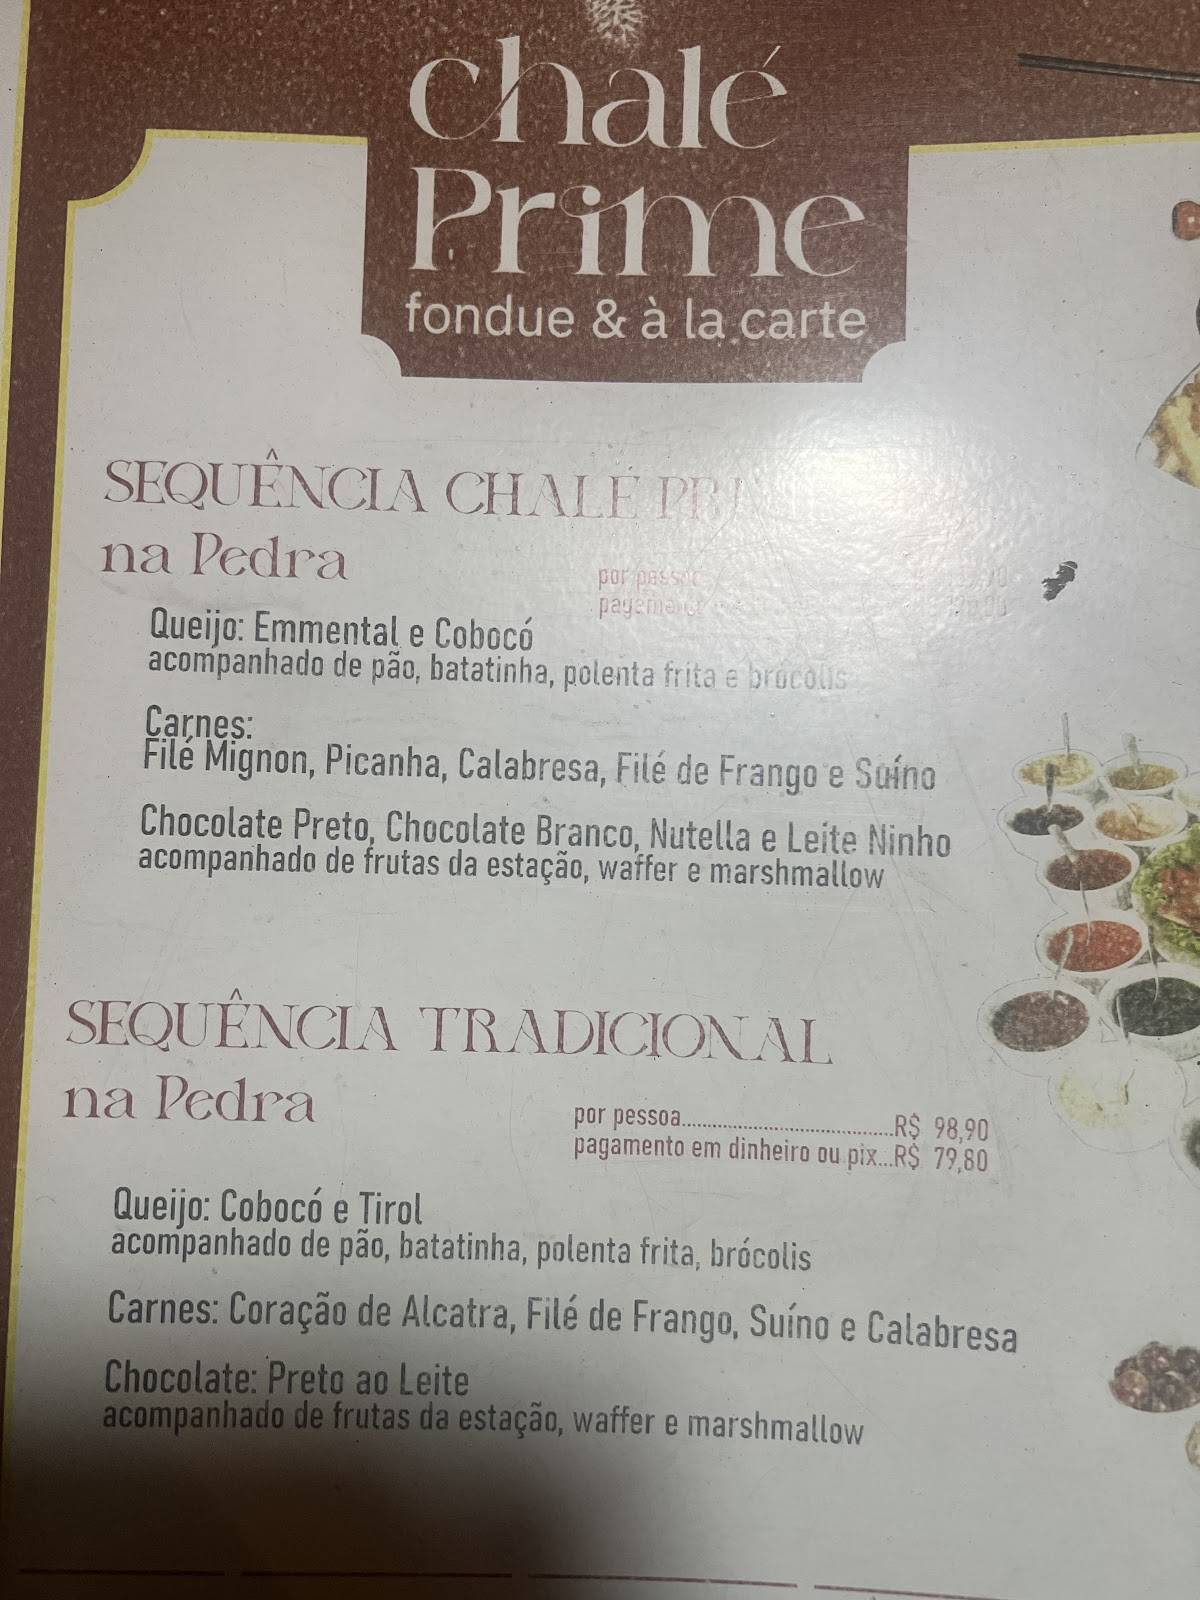 chalé
Prime
fondue & à la carte
SEQUÊNCIA CHALÉ
na Pedra
por pessoa
Queijo: Emmental e Cobocó
acompanhado de pão, batatinha, polenta frita e brócolis
Carnes:
Filé Mignon, Picanha, Calabresa, Filé de Frango e Suíno
Chocolate Preto, Chocolate Branco, Nutella e Leite Ninho
acompanhado de frutas da estação, waffer e marshmallow
SEQUÊNCIA TRADICIONAL
na Pedra
por pessoa.....................................R$ 98,90
pagamento em dinheiro ou pix...R$ 79,80
Queijo: Cobocó e Tirol
acompanhado de pão, batatinha, polenta frita, brócolis
Carnes: Coração de Alcatra, Filé de Frango, Suíno e Calabresa
Chocolate: Preto ao Leite
acompanhado de frutas da estação, waffer e marshmallow